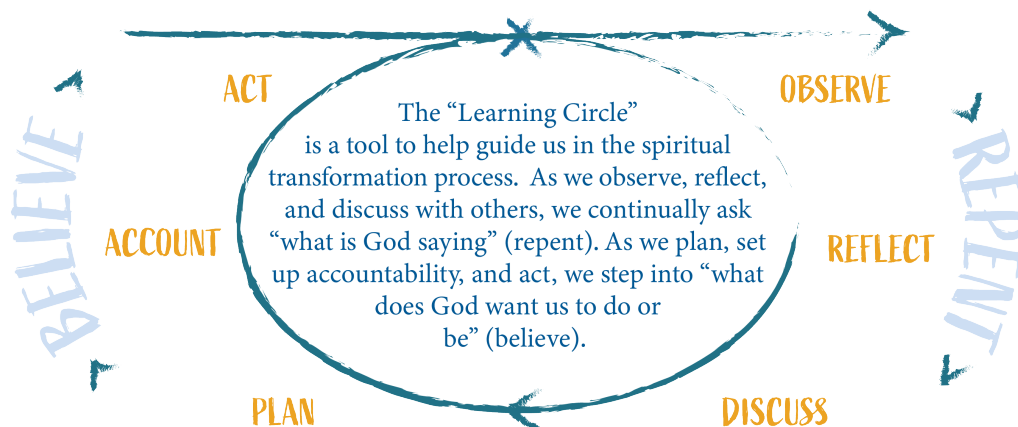 ACT
OBSERVE
The “Learning Circle”
is a tool to help guide us in the spiritual
transformation process.  As we observe, reflect,
and discuss with others, we continually ask
“what is God saying” (repent). As we plan, set
up accountability, and act, we step into “what
does God want us to do or
be” (believe).
BELIEVE
ACCOUNT
REFLECT
REPENT
PLAN
DISCUSS